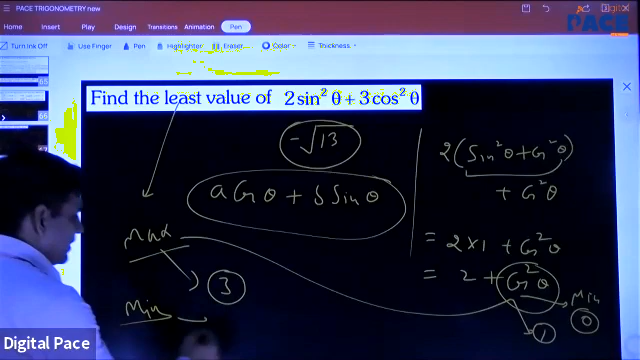 PACE TRIGONOMETRY new
Home Insert Play Design Transitions Animation Pen
Turn Ink Off Use Finger Pen Highlighter Eraser... Color Thickness
Digital
PACE
Find the least value of 2 sin² θ + 3 cos² θ
-√13
a Cos θ + b Sin θ
2 (Sin²θ + Cos²θ)
+ Cos²θ
= 2×1 + Cos²θ
= 2 + Cos²θ
Max
3
Min
Min
0
1
Digital Pace